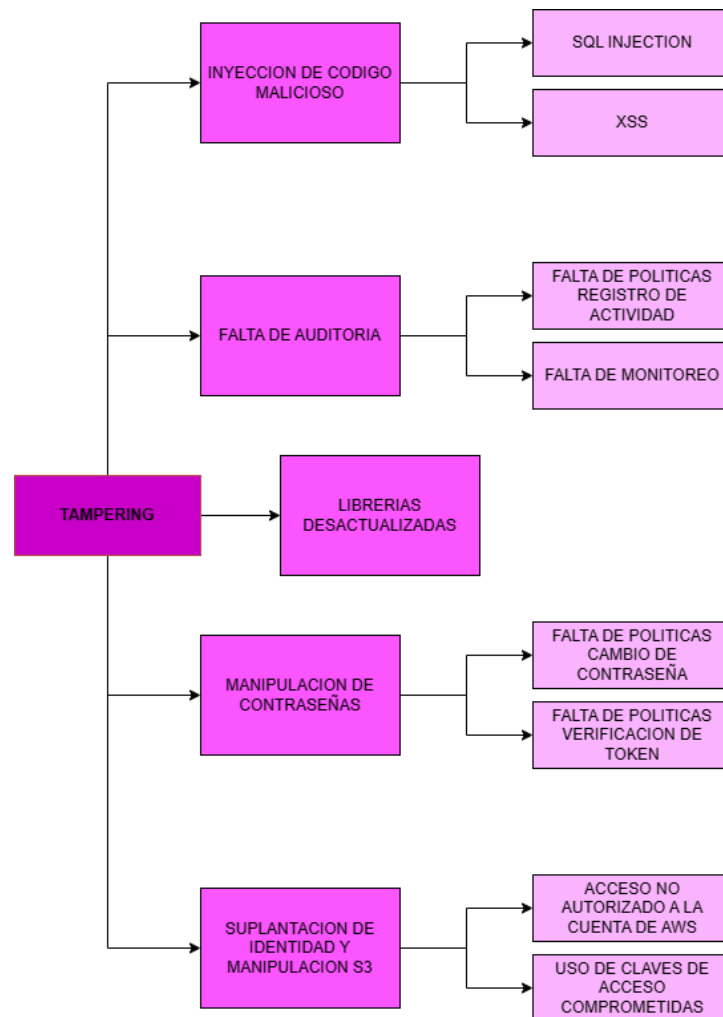 INYECCION DE CODIGO
MALICIOSO
SQL INJECTION
XSS
FALTA DE AUDITORIA
FALTA DE POLITICAS
REGISTRO DE
ACTIVIDAD
FALTA DE MONITOREO
TAMPERING
LIBRERIAS
DESACTUALIZADAS
MANIPULACION DE
CONTRASEÑAS
FALTA DE POLITICAS
CAMBIO DE
CONTRASEÑA
FALTA DE POLITICAS
VERIFICACION DE
TOKEN
SUPLANTACION DE
IDENTIDAD Y
MANIPULACION S3
ACCESO NO
AUTORIZADO A LA
CUENTA DE AWS
USO DE CLAVES DE
ACCESO
COMPROMETIDAS